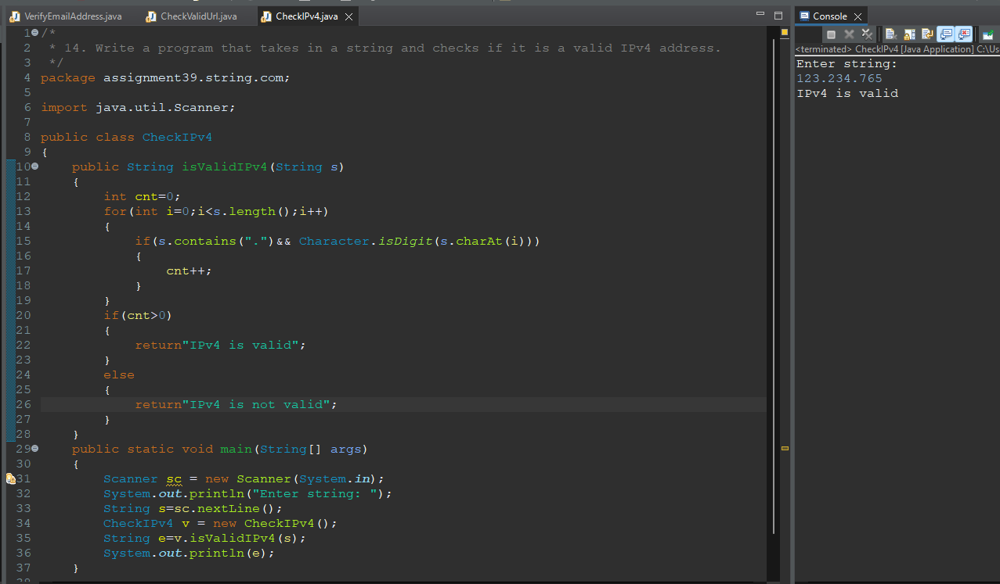 VerifyEmailAddress.java CheckValidUrl.java CheckIPv4.java
1 /*
2 * 14. Write a program that takes in a string and checks if it is a valid IPv4 address.
3 */
4 package assignment39.string.com;
5
6 import java.util.Scanner;
7
8 public class CheckIPv4
9 {
10 public String isValidIPv4(String s)
11 {
12 int cnt=0;
13 for(int i=0;i<s.length();i++)
14 {
15 if(s.contains(".")&& Character.isDigit(s.charAt(i)))
16 {
17 cnt++;
18 }
19 }
20 if(cnt>0)
21 {
22 return"IPv4 is valid";
23 }
24 else
25 {
26 return"IPv4 is not valid";
27 }
28 }
29 public static void main(String[] args)
30 {
31 Scanner sc = new Scanner(System.in);
32 System.out.println("Enter string: ");
33 String s=sc.nextLine();
34 CheckIPv4 v = new CheckIPv4();
35 String e=v.isValidIPv4(s);
36 System.out.println(e);
37 }
Console
<terminated> CheckIPv4 [Java Application] C:\Us
Enter string:
123.234.765
IPv4 is valid